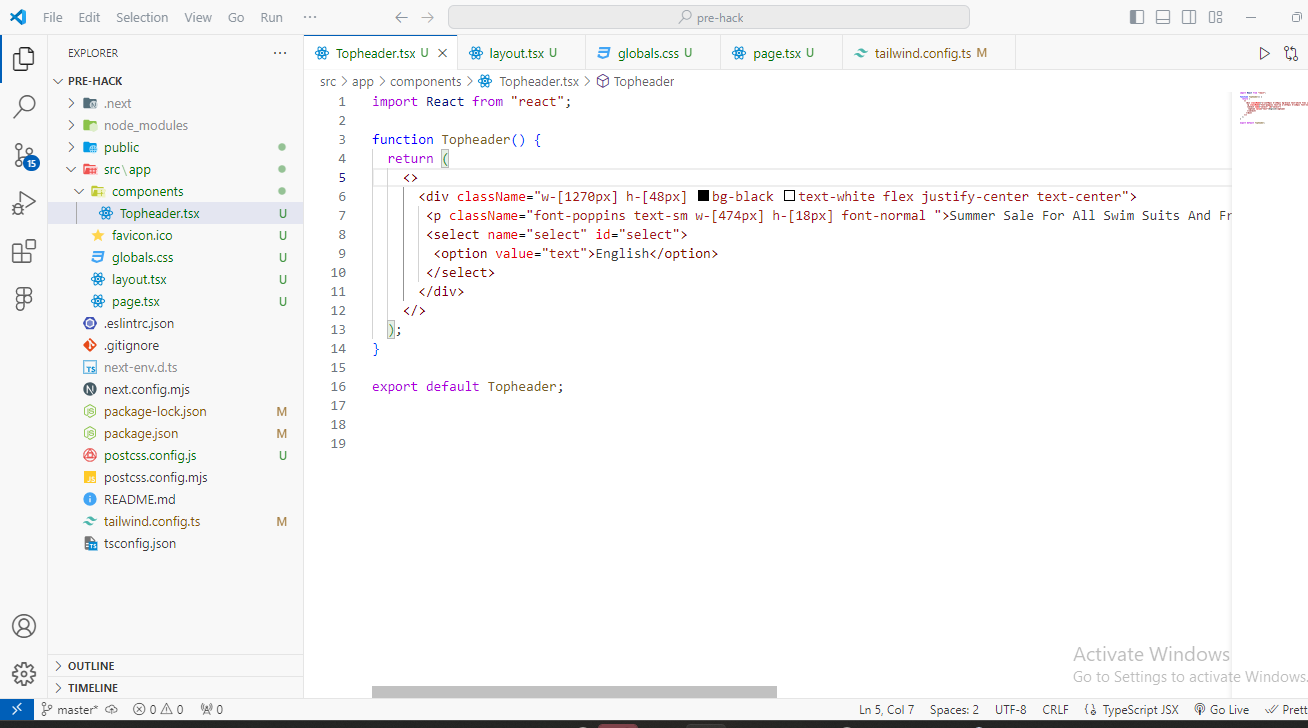 File Edit Selection View Go Run ··· pre-hack
EXPLORER ···
PRE-HACK
.next
node_modules
public
src\app
components
Topheader.tsx U
favicon.ico U
globals.css U
layout.tsx U
page.tsx U
.eslintrc.json
.gitignore
next-env.d.ts
next.config.mjs
package-lock.json M
package.json M
postcss.config.js U
postcss.config.mjs
README.md
tailwind.config.ts M
tsconfig.json
OUTLINE
TIMELINE
15
Topheader.tsx U layout.tsx U globals.css U page.tsx U tailwind.config.ts M
src > app > components > Topheader.tsx > Topheader
1 import React from "react";
2
3 function Topheader() {
4 return (
5 <>
6 <div className="w-[1270px] h-[48px] bg-black text-white flex justify-center text-center">
7 <p className="font-poppins text-sm w-[474px] h-[18px] font-normal ">Summer Sale For All Swim Suits And Fr
8 <select name="select" id="select">
9 <option value="text">English</option>
10 </select>
11 </div>
12 </>
13 );
14 }
15
16 export default Topheader;
17
18
19
Activate Windows
Go to Settings to activate Windows.
master* 0 0 0 Ln 5, Col 7 Spaces: 2 UTF-8 CRLF TypeScript JSX Go Live Prett